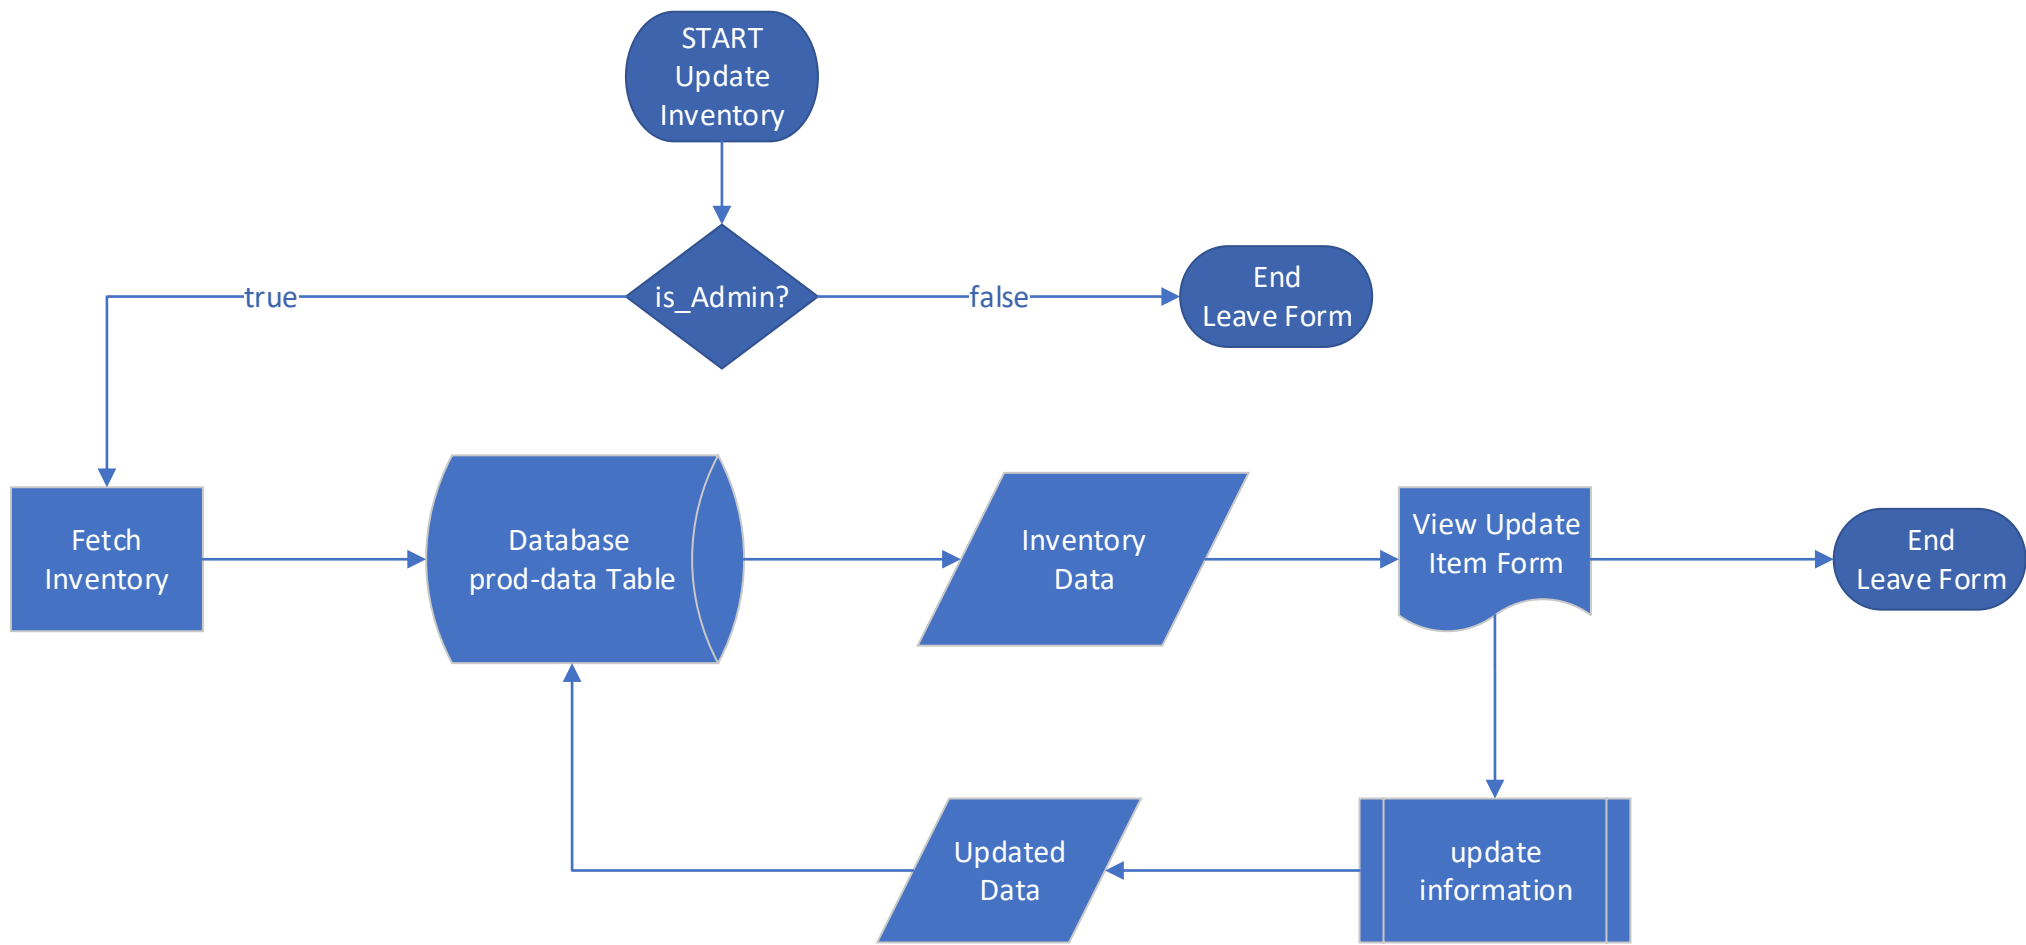 START
Update
Inventory
true
is_Admin?
false
End
Leave Form
Fetch
Inventory
Database
prod-data Table
Inventory
Data
View Update
Item Form
End
Leave Form
Updated
Data
update
information